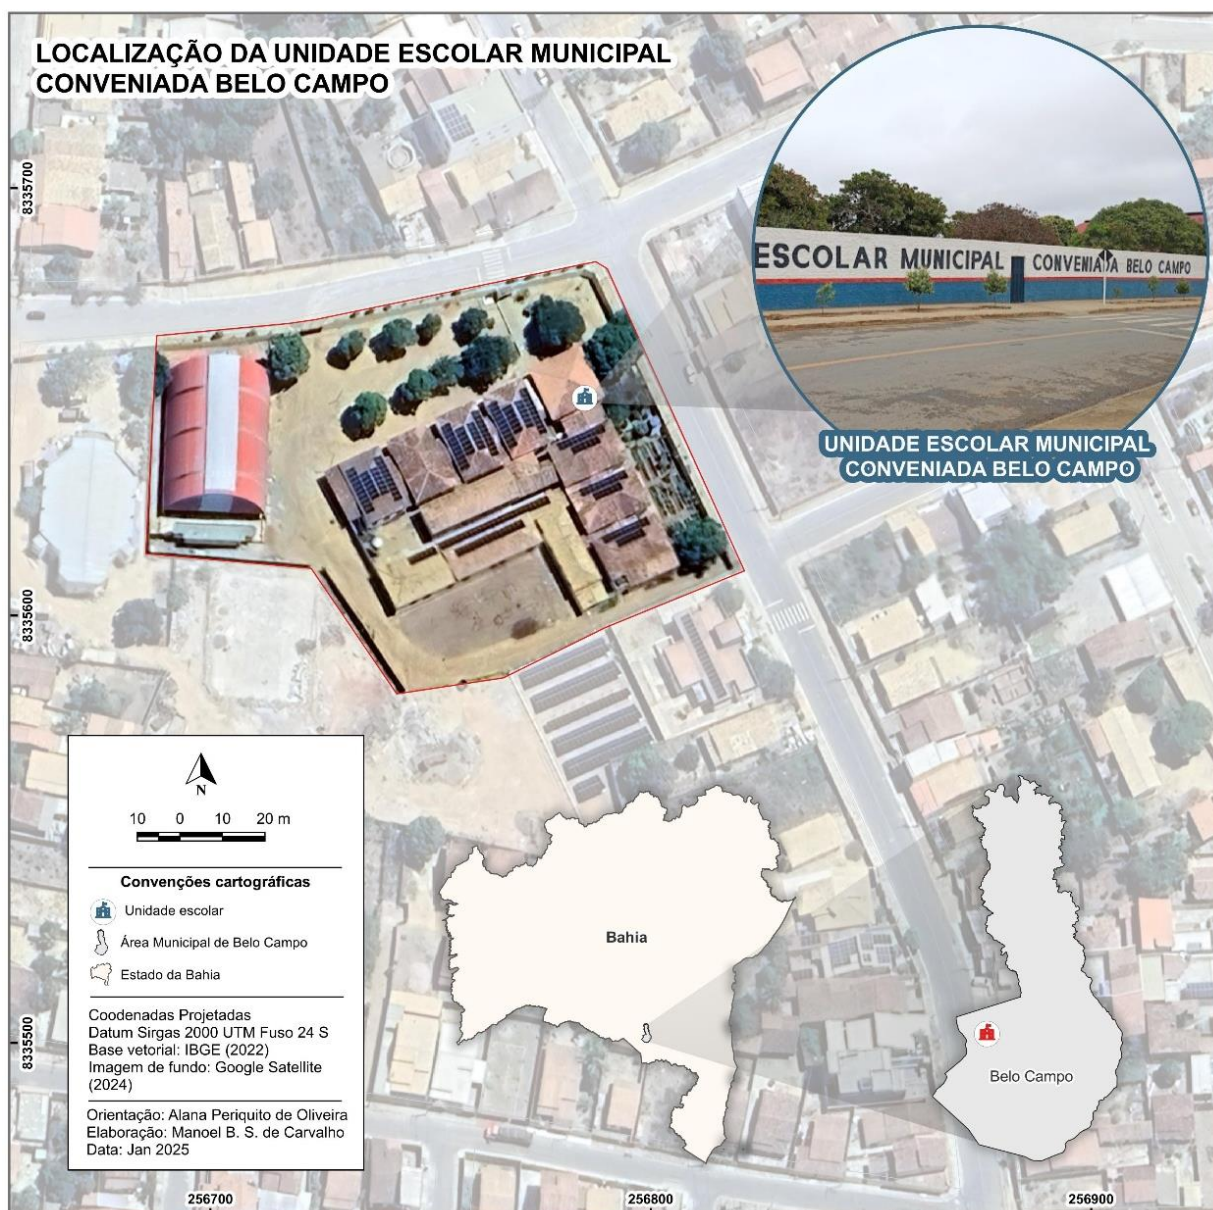 LOCALIZAÇÃO DA UNIDADE ESCOLAR MUNICIPAL
CONVENIADA BELO CAMPO
8335700
8335600
8335500
ESCOLAR MUNICIPAL CONVENIADA BELO CAMPO
UNIDADE ESCOLAR MUNICIPAL
CONVENIADA BELO CAMPO
N
10 0 10 20 m
Convenções cartográficas
Unidade escolar
Área Municipal de Belo Campo
Estado da Bahia
Coodenadas Projetadas
Datum Sirgas 2000 UTM Fuso 24 S
Base vetorial: IBGE (2022)
Imagem de fundo: Google Satellite
(2024)
Orientação: Alana Periquito de Oliveira
Elaboração: Manoel B. S. de Carvalho
Data: Jan 2025
Bahia
Belo Campo
256700
256800
256900